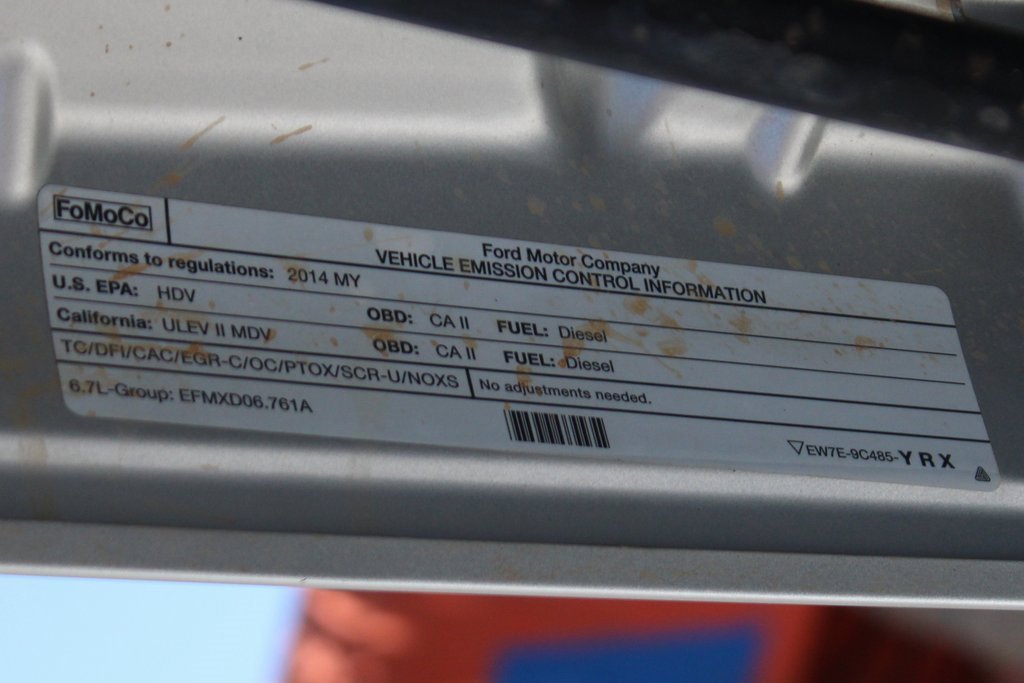 FoMoCo
Ford Motor Company
VEHICLE EMISSION CONTROL INFORMATION
Conforms to regulations: 2014 MY
U.S. EPA: HDV OBD: CA II FUEL: Diesel
California: ULEV II MDV OBD: CA II FUEL: Diesel
TC/DFI/CAC/EGR-C/OC/PTOX/SCR-U/NOXS No adjustments needed.
6.7L-Group: EFMXD06.761A
EW7E-9C485-Y R X